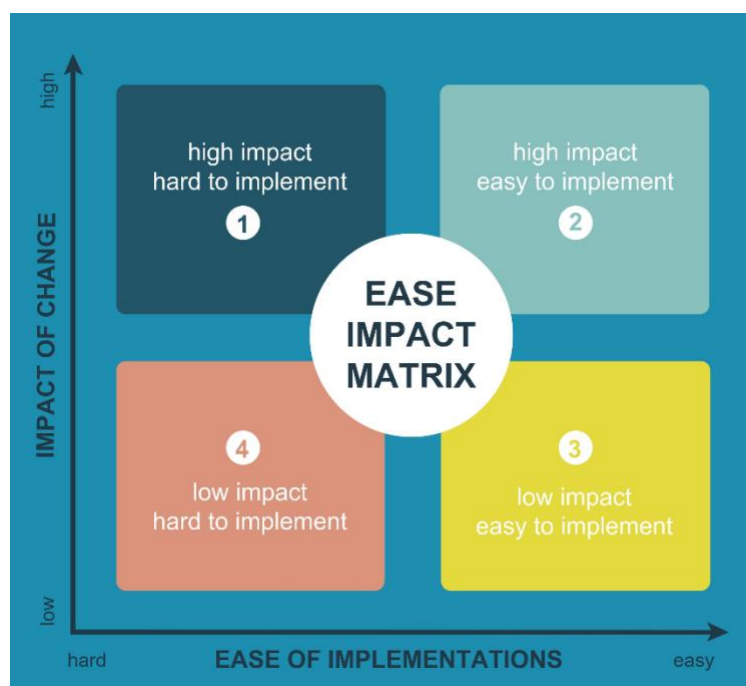 high
IMPACT OF CHANGE
low
high impact
hard to implement
1
high impact
easy to implement
2
EASE
IMPACT
MATRIX
4
low impact
hard to implement
3
low impact
easy to implement
hard
EASE OF IMPLEMENTATIONS
easy